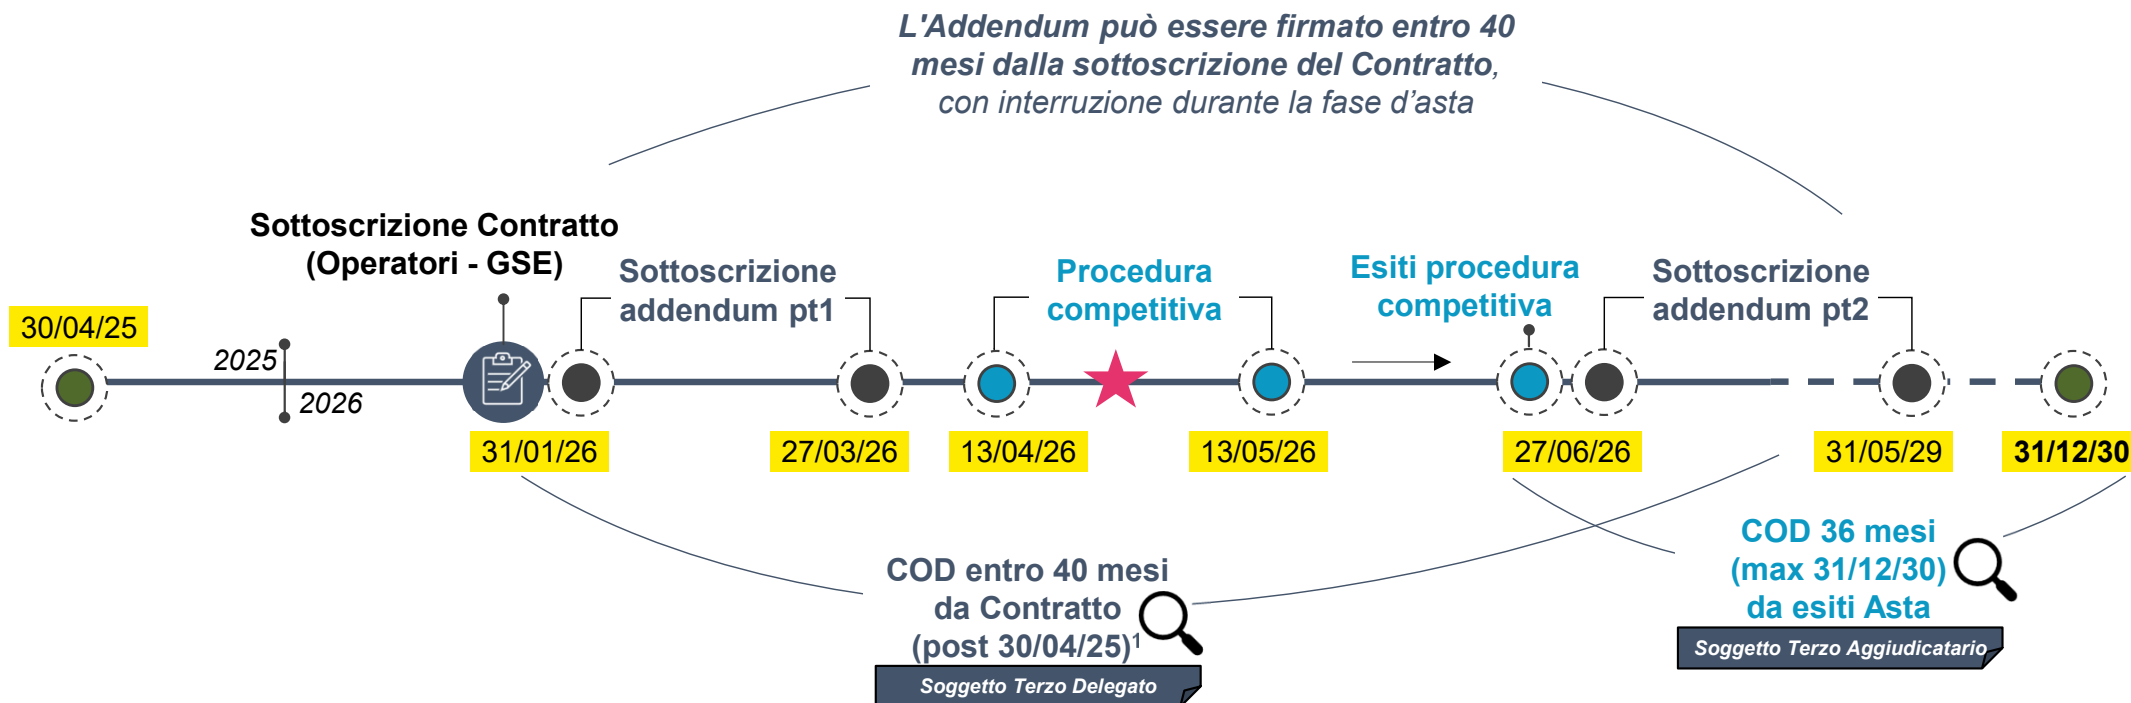 L'Addendum può essere firmato entro 40
mesi dalla sottoscrizione del Contratto,
con interruzione durante la fase d’asta
Sottoscrizione Contratto
(Operatori - GSE)
Sottoscrizione
addendum pt1
Procedura
competitiva
Esiti procedura
competitiva
Sottoscrizione
addendum pt2
30/04/25
2025
2026
31/01/26
27/03/26
13/04/26
13/05/26
27/06/26
31/05/29
31/12/30
COD entro 40 mesi
da Contratto
(post 30/04/25)¹
Soggetto Terzo Delegato
COD 36 mesi
(max 31/12/30)
da esiti Asta
Soggetto Terzo Aggiudicatario